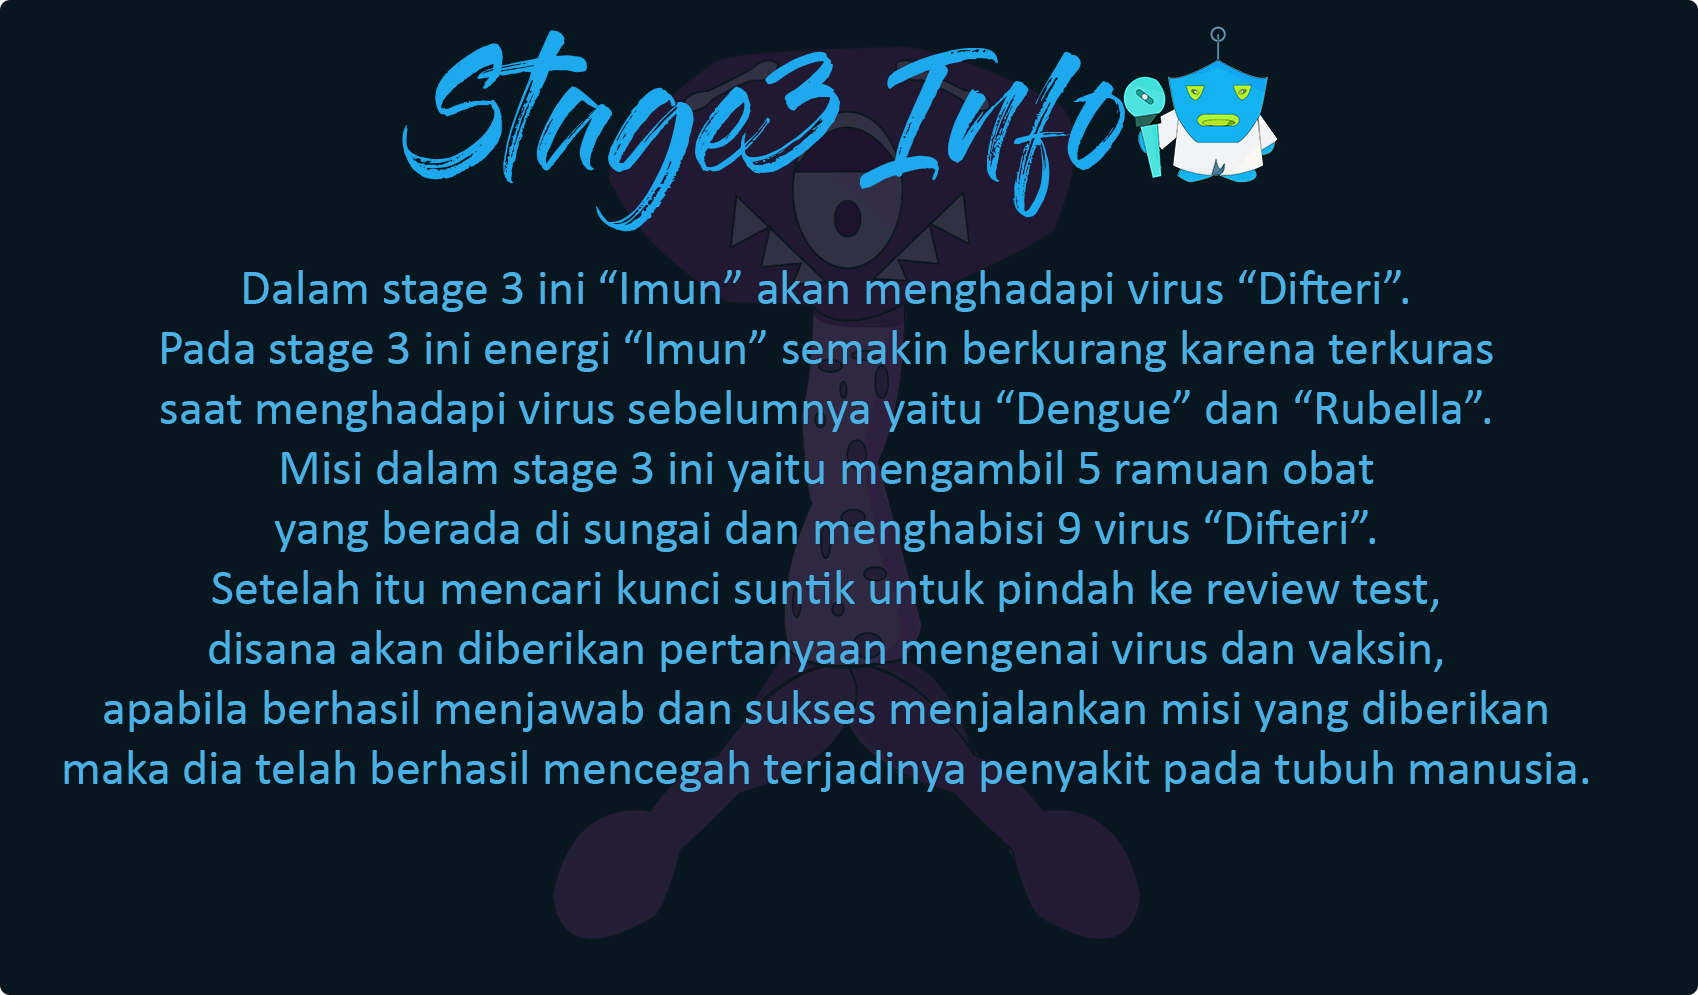 Stage3 Info
Dalam stage 3 ini “Imun” akan menghadapi virus “Difteri”.
Pada stage 3 ini energi “Imun” semakin berkurang karena terkuras
saat menghadapi virus sebelumnya yaitu “Dengue” dan “Rubella”.
Misi dalam stage 3 ini yaitu mengambil 5 ramuan obat
yang berada di sungai dan menghabisi 9 virus “Difteri”.
Setelah itu mencari kunci suntik untuk pindah ke review test,
disana akan diberikan pertanyaan mengenai virus dan vaksin,
apabila berhasil menjawab dan sukses menjalankan misi yang diberikan
maka dia telah berhasil mencegah terjadinya penyakit pada tubuh manusia.